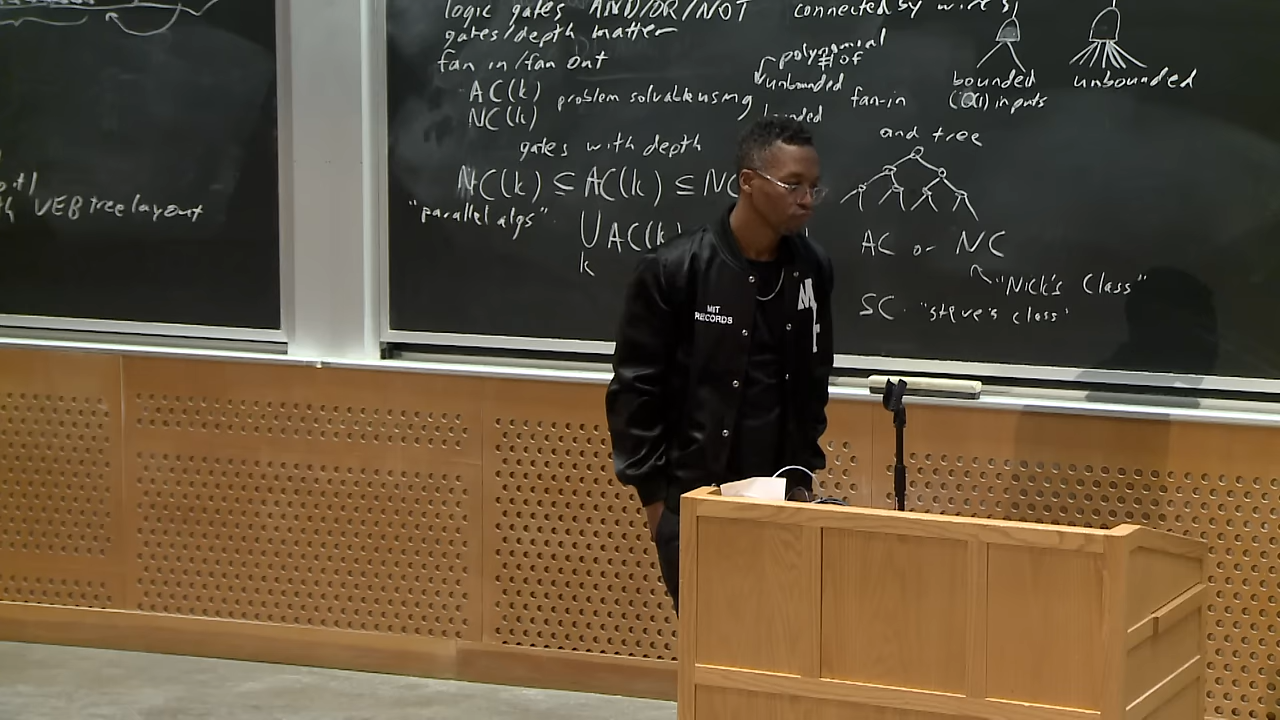 VEB tree layout
logic gates AND/OR/NOT connected by wires
gates/depth matter
fan in/fan out
AC(k)
NC(k)
problem solvable using
polynomial
# of
unbounded
fan-in
gates with depth
NC(k) ⊆ AC(k) ⊆ NC
"parallel algs"
∪ AC(k
k
bounded
(O(1)) inputs
unbounded
and tree
AC or NC
"Nick's Class"
SC "Steve's class"
MIT
RECORDS